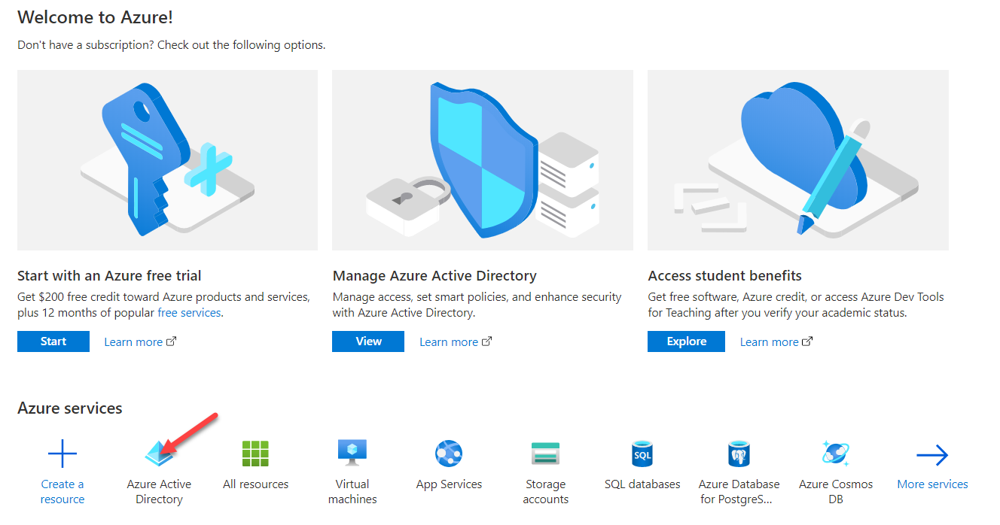 Welcome to Azure!
Don't have a subscription? Check out the following options.
Start with an Azure free trial
Get $200 free credit toward Azure products and services,
plus 12 months of popular free services.
Start
Learn more
Manage Azure Active Directory
Manage access, set smart policies, and enhance security
with Azure Active Directory.
View
Learn more
Access student benefits
Get free software, Azure credit, or access Azure Dev Tools
for Teaching after you verify your academic status.
Explore
Learn more
Azure services
Create a
resource
Azure Active
Directory
All resources
Virtual
machines
App Services
Storage
accounts
SQL
SQL databases
Azure Database
for PostgreS...
Azure Cosmos
DB
More services